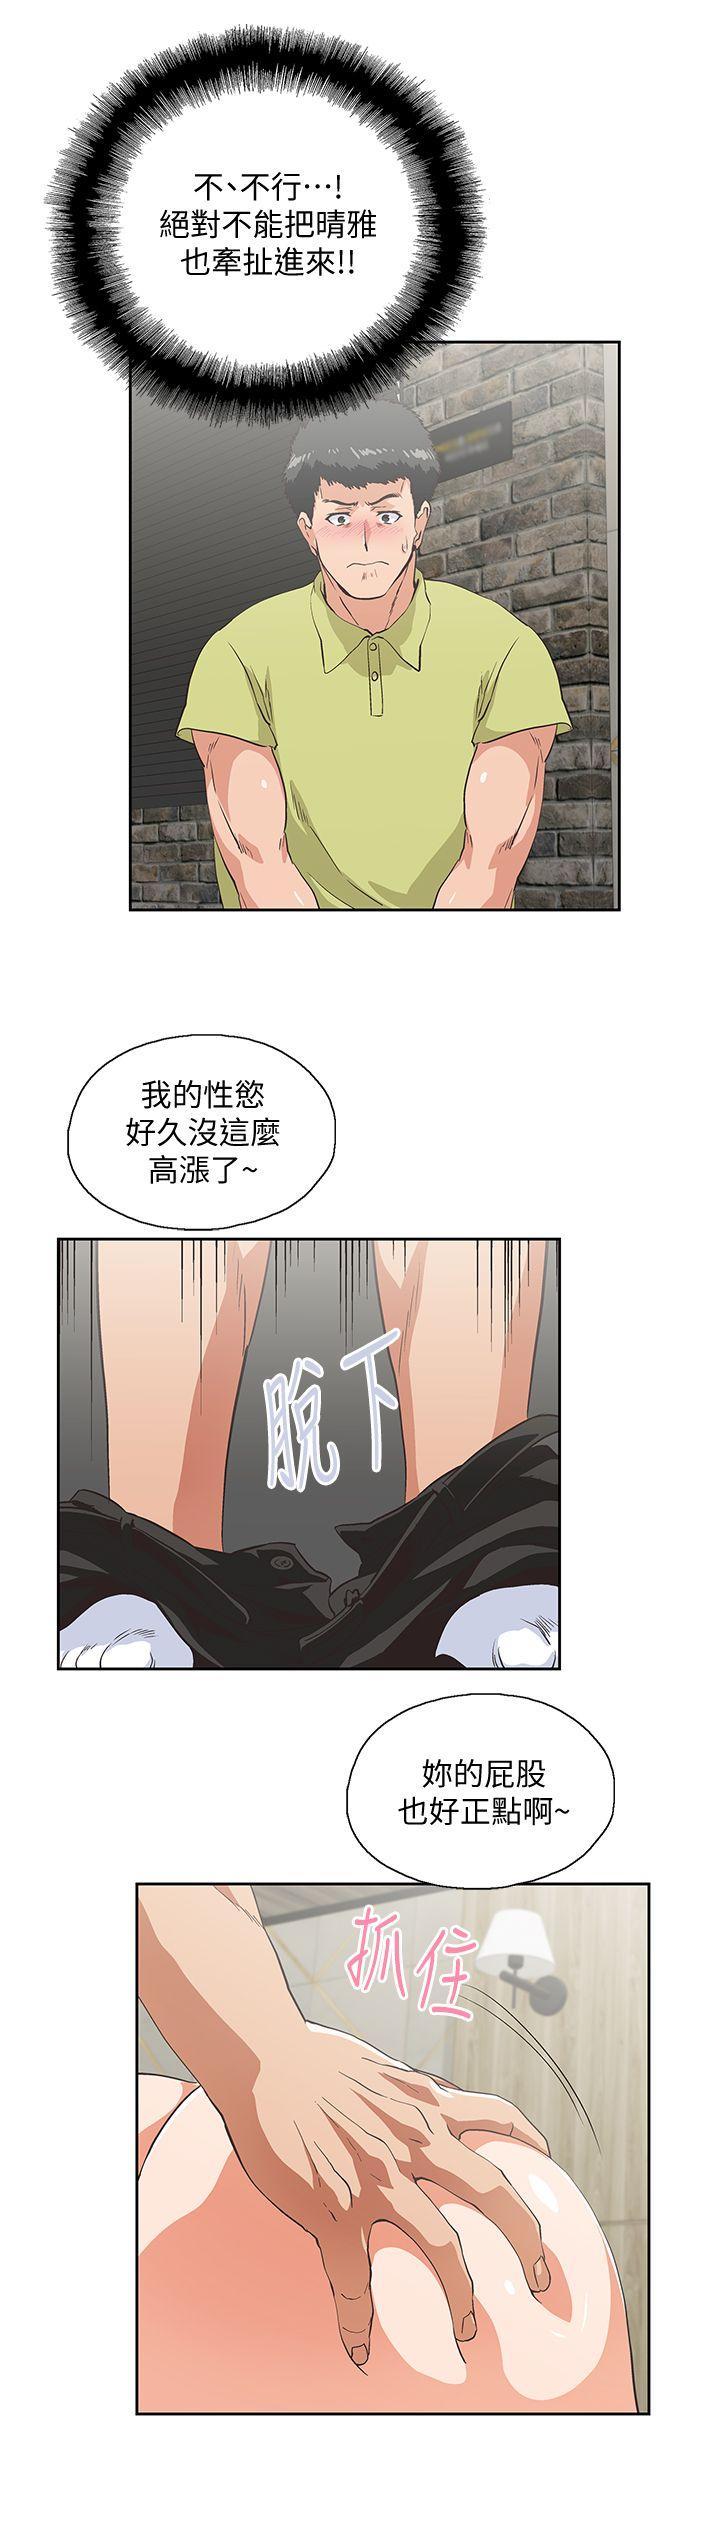 不、不行…!
絕對不能把晴雅
也牽扯進來!!
我的性慾
好久沒這麼
高漲了~
脫下
妳的屁股
也好正點啊~
抓住